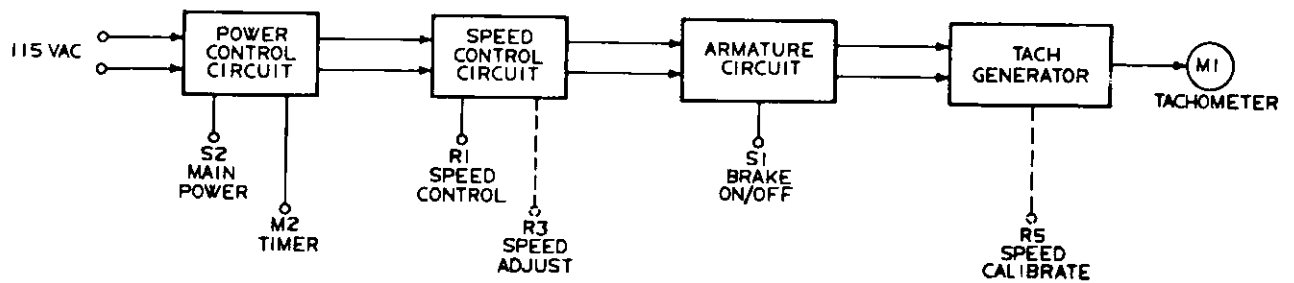 115 VAC
POWER
CONTROL
CIRCUIT
SPEED
CONTROL
CIRCUIT
ARMATURE
CIRCUIT
TACH
GENERATOR
M1
TACHOMETER
S2
MAIN
POWER
M2
TIMER
R1
SPEED
CONTROL
R3
SPEED
ADJUST
S1
BRAKE
ON/OFF
R5
SPEED
CALIBRATE